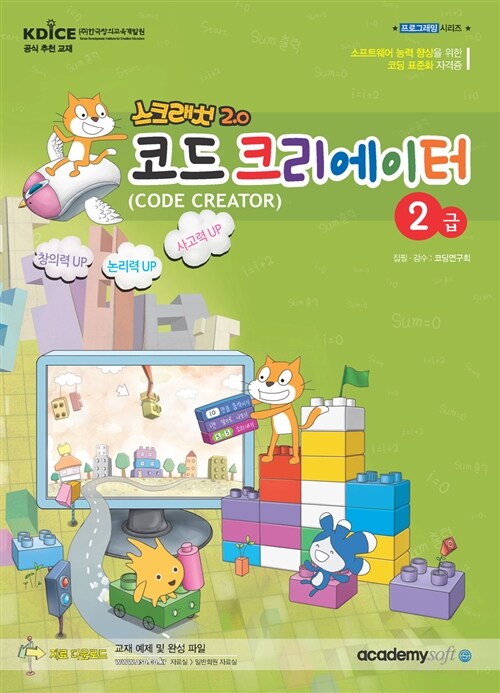 KDICE (주)한국창의교육개발원
공식 추천 교재
★ 프로그래밍 시리즈 ★
소프트웨어 능력 향상을 위한
코딩 표준화 자격증
스크래치 2.0
코드 크리에이터
(CODE CREATOR)
2급
집필·감수 : 코딩연구회
사고력 UP
창의력 UP
논리력 UP
Sum=0
자료 다운로드
교재 예제 및 완성 파일
자료실 > 일반회원 자료실
academysoft